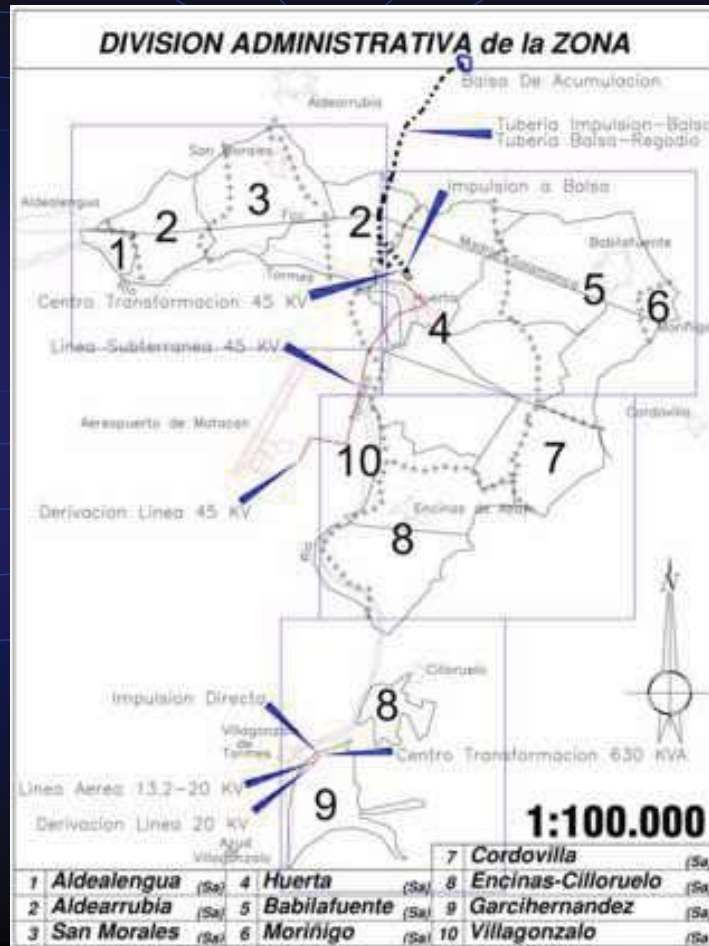 DIVISION ADMINISTRATIVA de la ZONA
Balsa De Acumulacion
Aldearrubia
Tuberia Impulsion-Balsa
Tuberia Balsa-Regadio
San Morales
Impulsion a Balsa
Aldealengua
3
2
2
1
Rio
Tormes
Babilafuente
5
6
Centro Transformacion 45 KV
Huerta
4
Moriñigo
Linea Subterranea 45 KV
Aeropuerto de Matacan
Cordovilla
10
7
Derivacion Linea 45 KV
Encinas de
8
Rio
N
Cilloruelo
Impulsion Directa
8
Villagonzalo
de
Tormes
Centro Transformacion 630 KVA
Linea Aerea 13.2-20 KV
9
Derivacion Linea 20 KV
1:100.000
Azud
Villagonzalo
7 Cordovilla (Sa)
1 Aldealengua (Sa) 4 Huerta (Sa) 8 Encinas-Cilloruelo (Sa)
2 Aldearrubia (Sa) 5 Babilafuente (Sa) 9 Garcihernandez (Sa)
3 San Morales (Sa) 6 Moriñigo (Sa) 10 Villagonzalo (Sa)